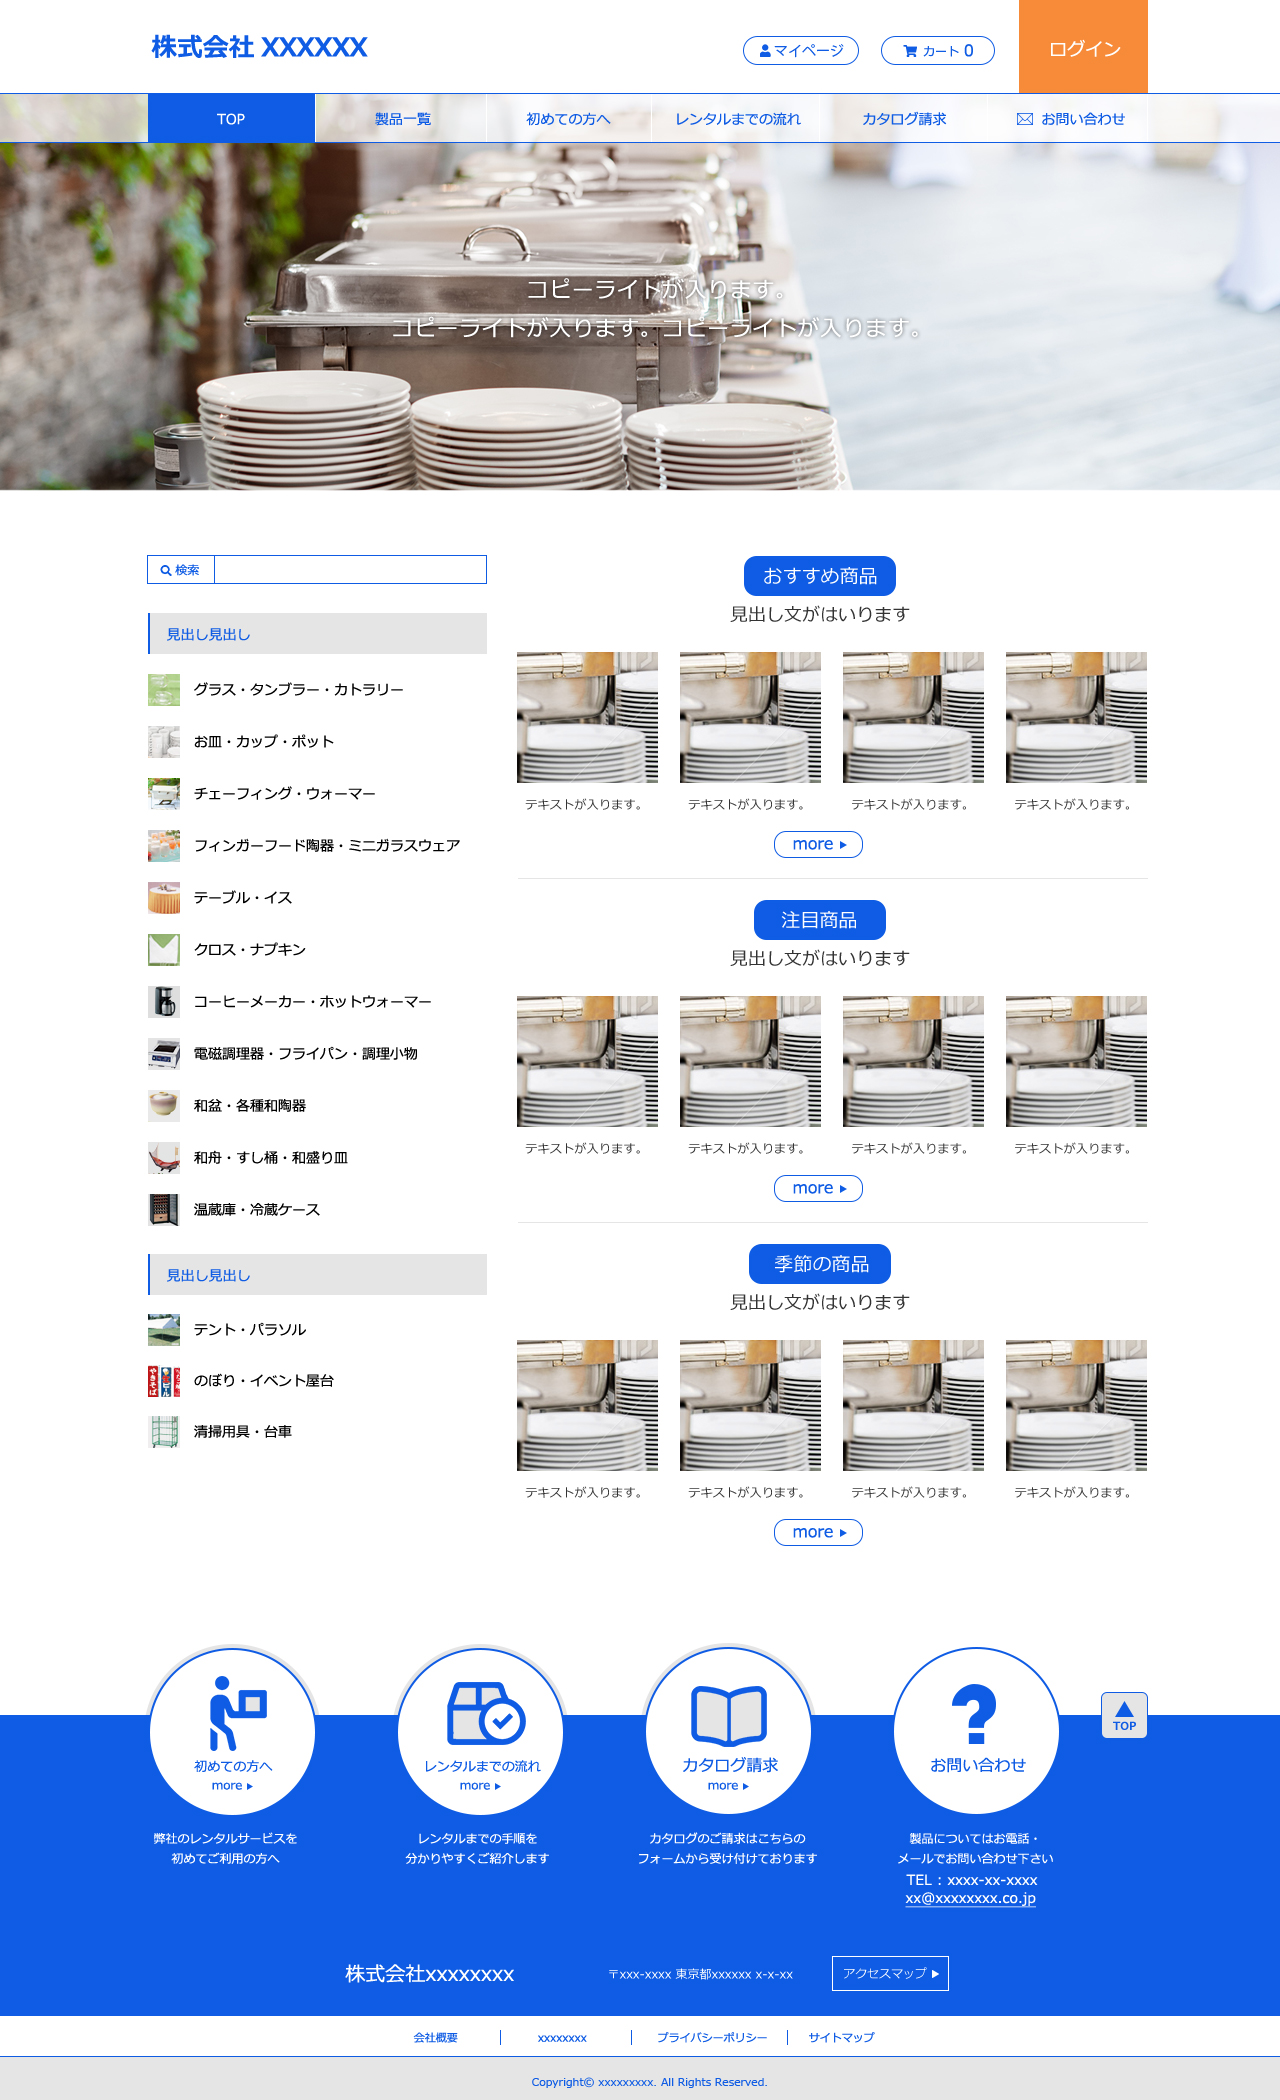 株式会社 XXXXXX
マイページ
カート 0
ログイン
TOP
製品一覧
初めての方へ
レンタルまでの流れ
カタログ請求
お問い合わせ
コピーライトが入ります。
コピーライトが入ります。コピーライトが入ります。
検索
見出し見出し
グラス・タンブラー・カトラリー
お皿・カップ・ポット
チェーフィング・ウォーマー
フィンガーフード陶器・ミニガラスウェア
テーブル・イス
クロス・ナプキン
コーヒーメーカー・ホットウォーマー
電磁調理器・フライパン・調理小物
和盆・各種和陶器
和舟・すし桶・和盛り皿
温蔵庫・冷蔵ケース
見出し見出し
テント・パラソル
のぼり・イベント屋台
清掃用具・台車
おすすめ商品
見出し文がはいります
テキストが入ります。
テキストが入ります。
テキストが入ります。
テキストが入ります。
more
注目商品
見出し文がはいります
テキストが入ります。
テキストが入ります。
テキストが入ります。
テキストが入ります。
more
季節の商品
見出し文がはいります
テキストが入ります。
テキストが入ります。
テキストが入ります。
テキストが入ります。
more
初めての方へ
more
弊社のレンタルサービスを
初めてご利用の方へ
レンタルまでの流れ
more
レンタルまでの手順を
分かりやすくご紹介します
カタログ請求
more
カタログのご請求はこちらの
フォームから受け付けております
お問い合わせ
製品についてはお電話・
メールでお問い合わせ下さい
TEL : xxxx-xx-xxxx
xx@xxxxxxxx.co.jp
TOP
株式会社xxxxxxxx
〒xxx-xxxx 東京都xxxxxx x-x-xx
アクセスマップ
会社概要
xxxxxxxx
プライバシーポリシー
サイトマップ
Copyright© xxxxxxxxx. All Rights Reserved.